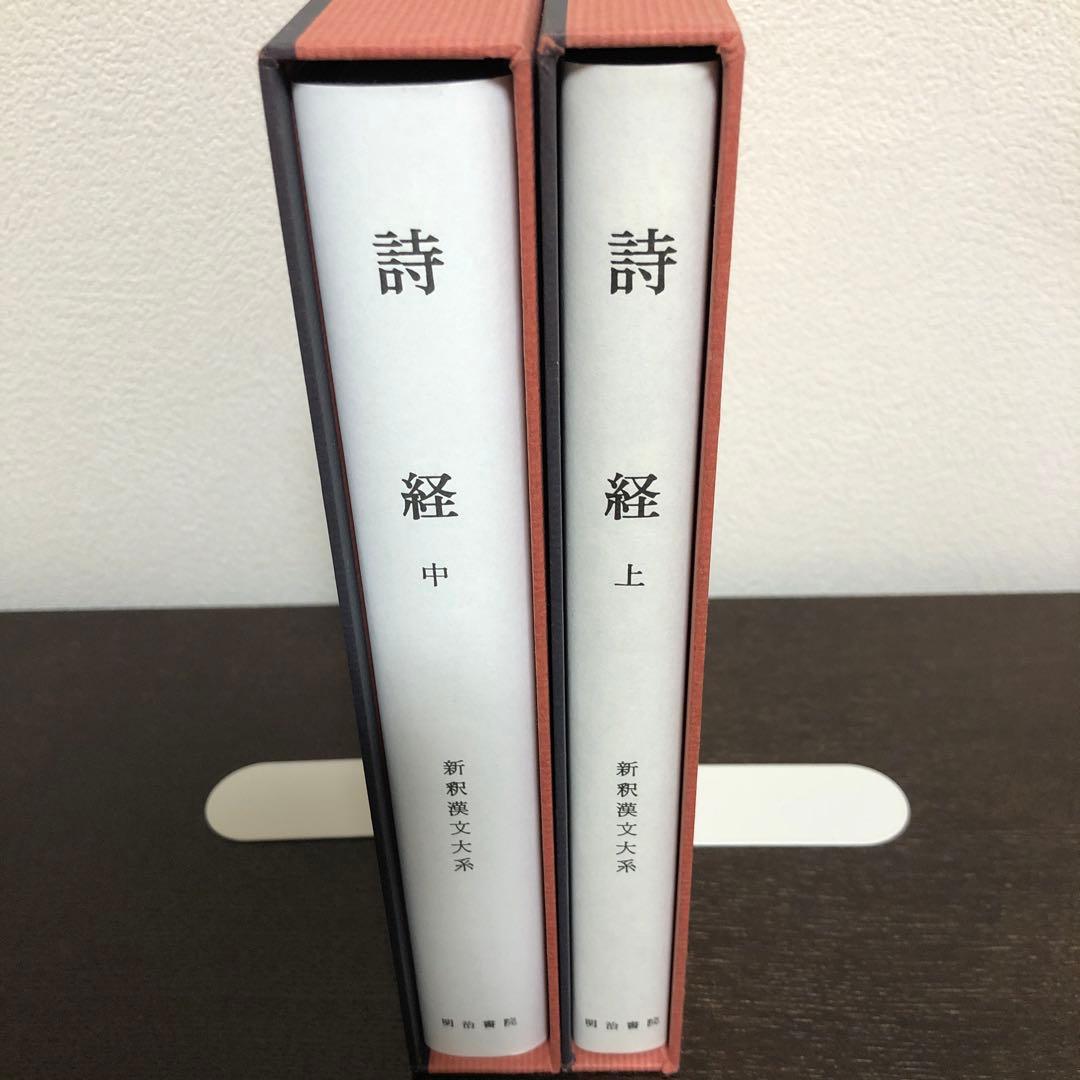 詩経 上
新釈漢文大系
明治書院
詩経 中
新釈漢文大系
明治書院